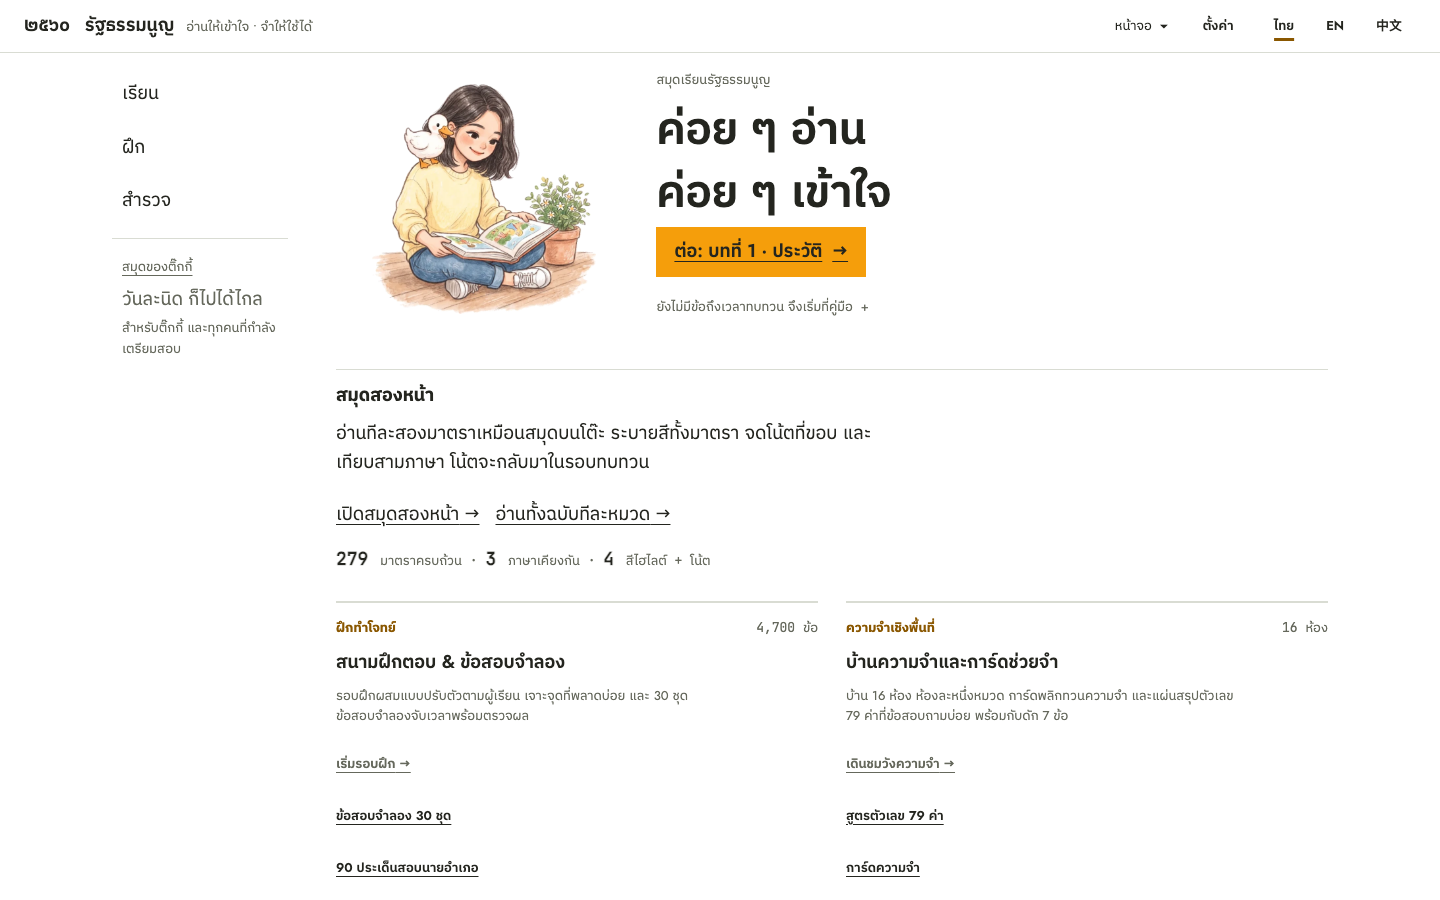 ๒๕๖๐ รัฐธรรมนูญ อ่านให้เข้าใจ · จำให้ใช้ได้
หน้าจอ ตั้งค่า ไทย EN 中文
เรียน
ฝึก
สำรวจ
สมุดของติ๊กกี้
วันละนิด ก็ไปได้ไกล
สำหรับติ๊กกี้ และทุกคนที่กำลัง
เตรียมสอบ
สมุดเรียนรัฐธรรมนูญ
ค่อย ๆ อ่าน
ค่อย ๆ เข้าใจ
ต่อ: บทที่ 1 · ประวัติ →
ยังไม่มีข้อถึงเวลาทบทวน จึงเริ่มที่คู่มือ +
สมุดสองหน้า
อ่านทีละสองมาตราเหมือนสมุดบนโต๊ะ ระบายสีทั้งมาตรา จดโน้ตที่ขอบ และ
เทียบสามภาษา โน้ตจะกลับมาในรอบทบทวน
เปิดสมุดสองหน้า → อ่านทั้งฉบับทีละหมวด →
279 มาตราครบถ้วน · 3 ภาษาเคียงกัน · 4 สีไฮไลต์ + โน้ต
ฝึกทำโจทย์ 4,700 ข้อ
สนามฝึกตอบ & ข้อสอบจำลอง
รอบฝึกผสมแบบปรับตัวตามผู้เรียน เจาะจุดที่พลาดบ่อย และ 30 ชุด
ข้อสอบจำลองจับเวลาพร้อมตรวจผล
เริ่มรอบฝึก →
ข้อสอบจำลอง 30 ชุด
90 ประเด็นสอบนายอำเภอ
ความจำเชิงพื้นที่ 16 ห้อง
บ้านความจำและการ์ดช่วยจำ
บ้าน 16 ห้อง ห้องละหนึ่งหมวด การ์ดพลิกทวนความจำ และแผ่นสรุปตัวเลข
79 ค่าที่ข้อสอบถามบ่อย พร้อมกับดัก 7 ข้อ
เดินชมวังความจำ →
สูตรตัวเลข 79 ค่า
การ์ดความจำ